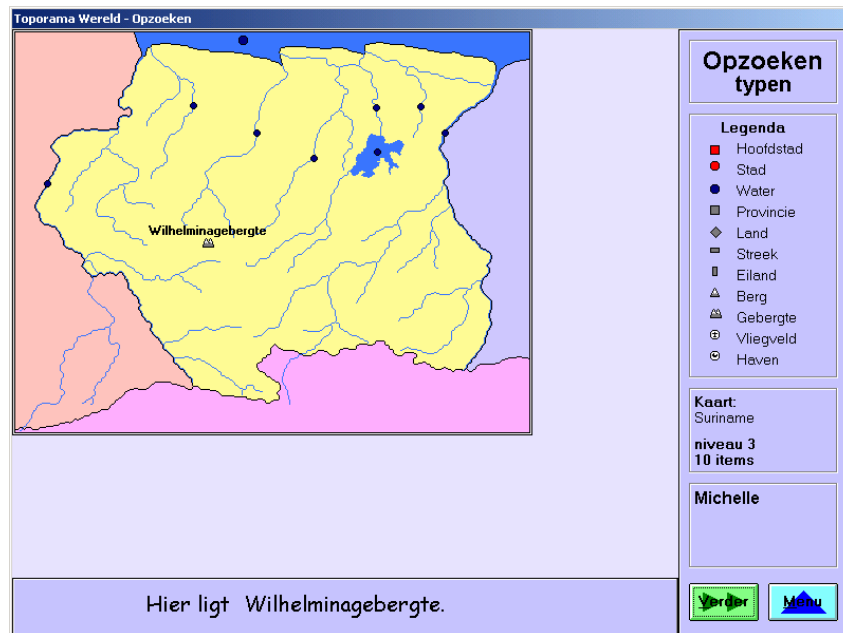 Toporama Wereld - Opzoeken
Wilhelminagebergte
Opzoeken
typen
Legenda
Hoofdstad
Stad
Water
Provincie
Land
Streek
Eiland
Berg
Gebergte
Vliegveld
Haven
Kaart:
Suriname
niveau 3
10 items
Michelle
Hier ligt Wilhelminagebergte.
Verder
Menu